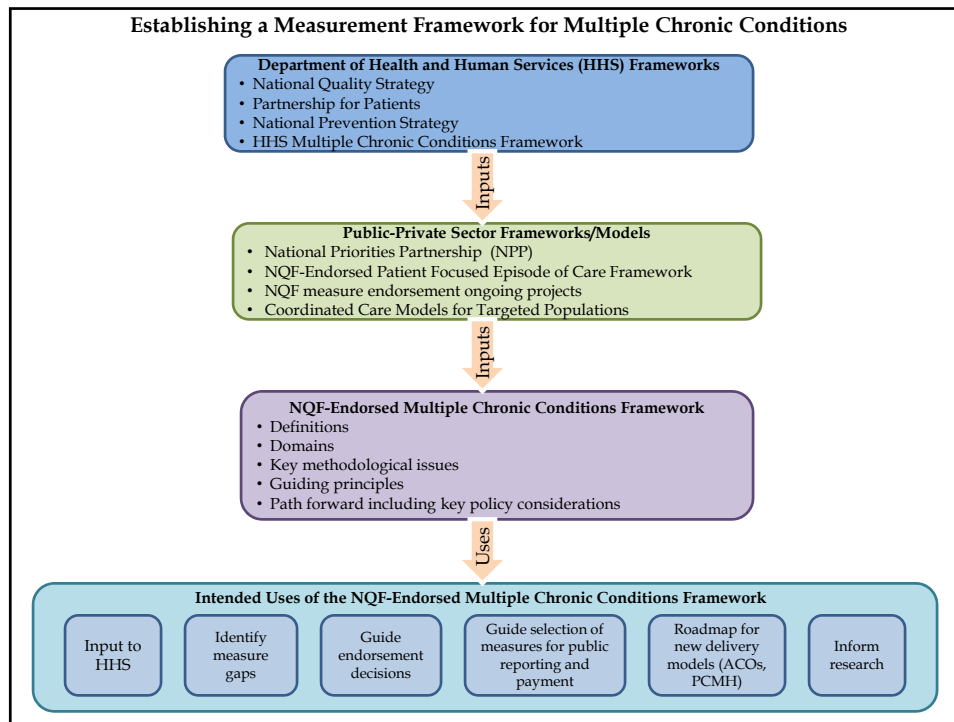 Establishing a Measurement Framework for Multiple Chronic Conditions
Department of Health and Human Services (HHS) Frameworks
• National Quality Strategy
• Partnership for Patients
• National Prevention Strategy
• HHS Multiple Chronic Conditions Framework
Inputs
Public-Private Sector Frameworks/Models
• National Priorities Partnership (NPP)
• NQF-Endorsed Patient Focused Episode of Care Framework
• NQF measure endorsement ongoing projects
• Coordinated Care Models for Targeted Populations
Inputs
NQF-Endorsed Multiple Chronic Conditions Framework
• Definitions
• Domains
• Key methodological issues
• Guiding principles
• Path forward including key policy considerations
Uses
Intended Uses of the NQF-Endorsed Multiple Chronic Conditions Framework
Input to
HHS
Identify
measure
gaps
Guide
endorsement
decisions
Guide selection of
measures for public
reporting and
payment
Roadmap for
new delivery
models (ACOs,
PCMH)
Inform
research